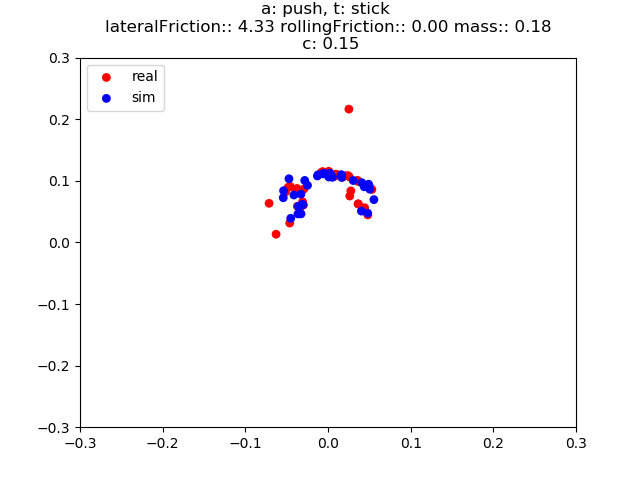 a: push, t: stick
lateralFriction:: 4.33 rollingFriction:: 0.00 mass:: 0.18
c: 0.15
real
sim
0.3
0.2
0.1
0.0
−0.1
−0.2
−0.3
−0.3
−0.2
−0.1
0.0
0.1
0.2
0.3